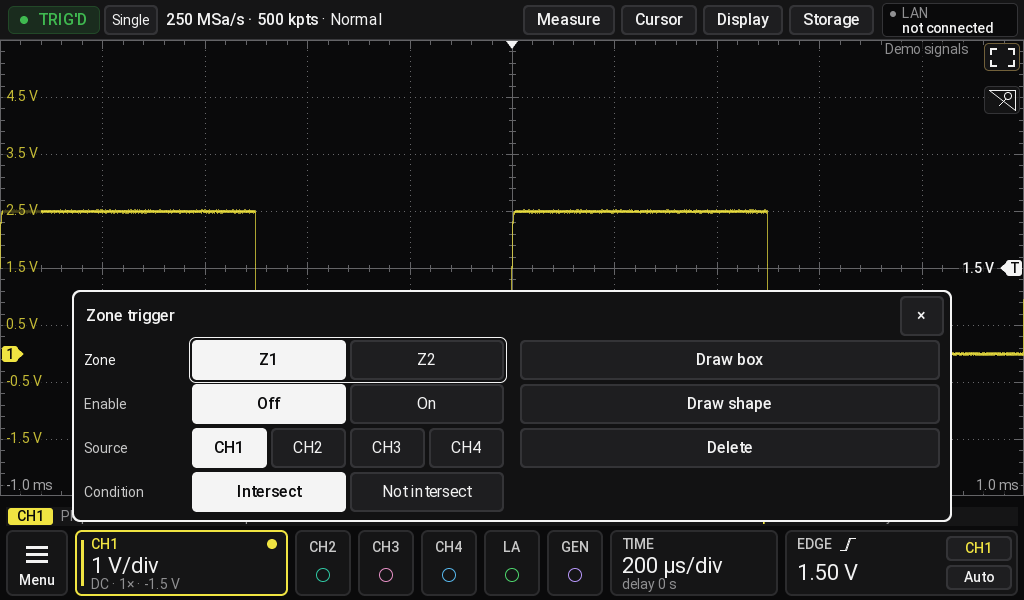 TRIG'D Single 250 MSa/s · 500 kpts · Normal Measure Cursor Display Storage LAN
not connected
Demo signals
4.5 V
3.5 V
2.5 V
1.5 V 1.5 V T
Zone trigger ×
0.5 V
1
Zone Z1 Z2 Draw box
-0.5 V
Enable Off On Draw shape
-1.5 V
Source CH1 CH2 CH3 CH4 Delete
-1.0 ms 1.0 ms
Condition Intersect Not intersect
CH1
CH1 CH2 CH3 CH4 LA GEN TIME EDGE CH1
1 V/div 200 µs/div 1.50 V
Menu DC · 1× · -1.5 V delay 0 s Auto